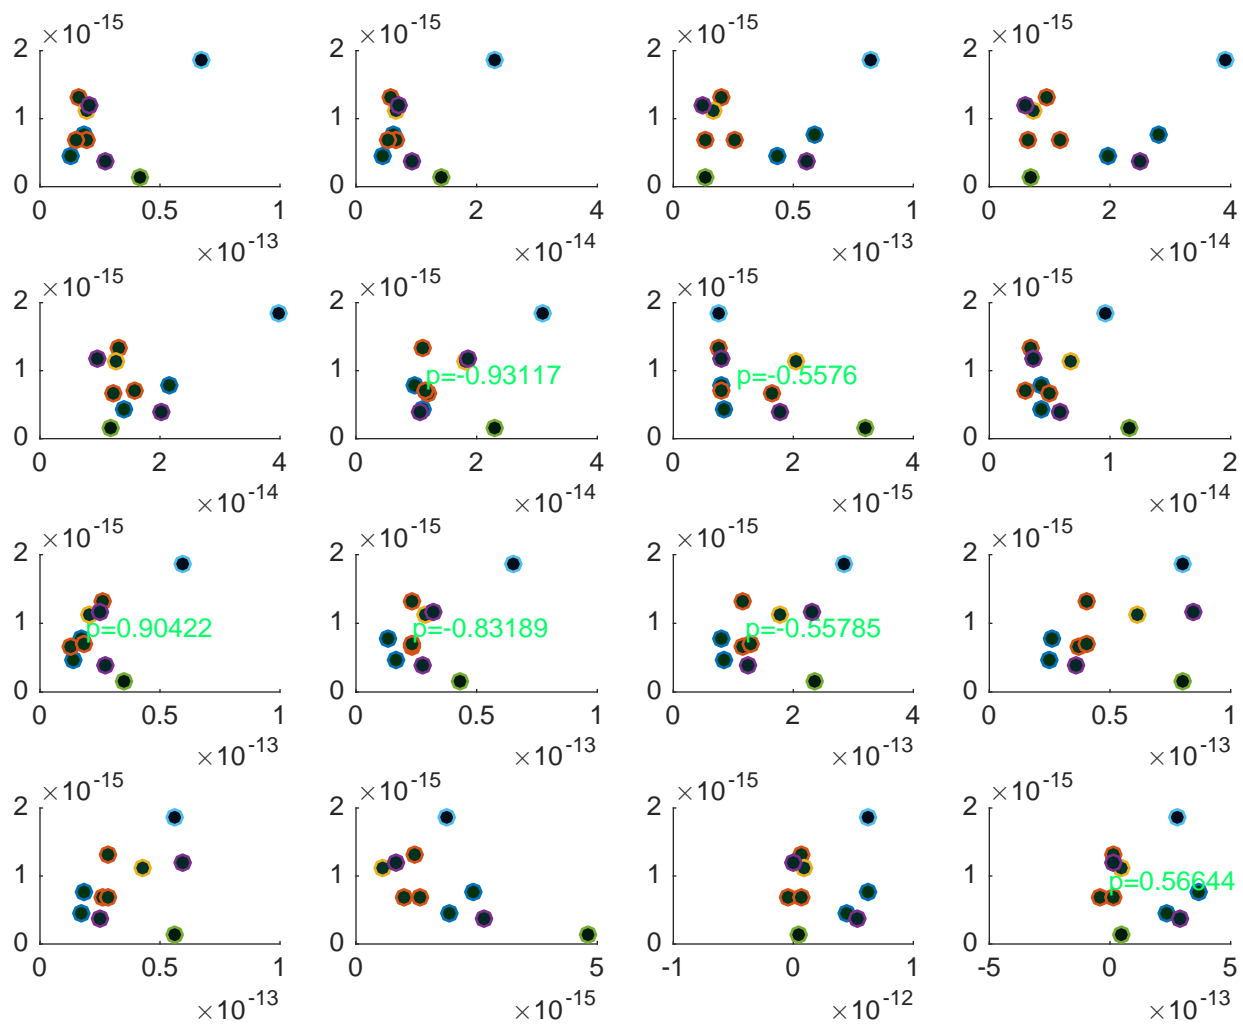 ×10-15 ×10-15 ×10-15 ×10-15
2 2 2 2
1 1 1 1
0 0 0 0
0 0.5 1 0 2 4 0 0.5 1 0 2 4
×10-13 ×10-14 ×10-13 ×10-14
×10-15 ×10-15 ×10-15 ×10-15
2 2 2 2
1 1 1 1
p=-0.93117 p=-0.5576
0 0 0 0
0 2 4 0 2 4 0 2 4 0 1 2
×10-14 ×10-14 ×10-15 ×10-14
×10-15 ×10-15 ×10-15 ×10-15
2 2 2 2
1 1 1 1
p=0.90422 p=-0.83189 p=-0.55785
0 0 0 0
0 0.5 1 0 0.5 1 0 2 4 0 0.5 1
×10-13 ×10-13 ×10-13 ×10-13
×10-15 ×10-15 ×10-15 ×10-15
2 2 2 2
1 1 1 1
p=0.56644
0 0 0 0
0 0.5 1 0 5 -1 0 1 -5 0 5
×10-13 ×10-15 ×10-12 ×10-13